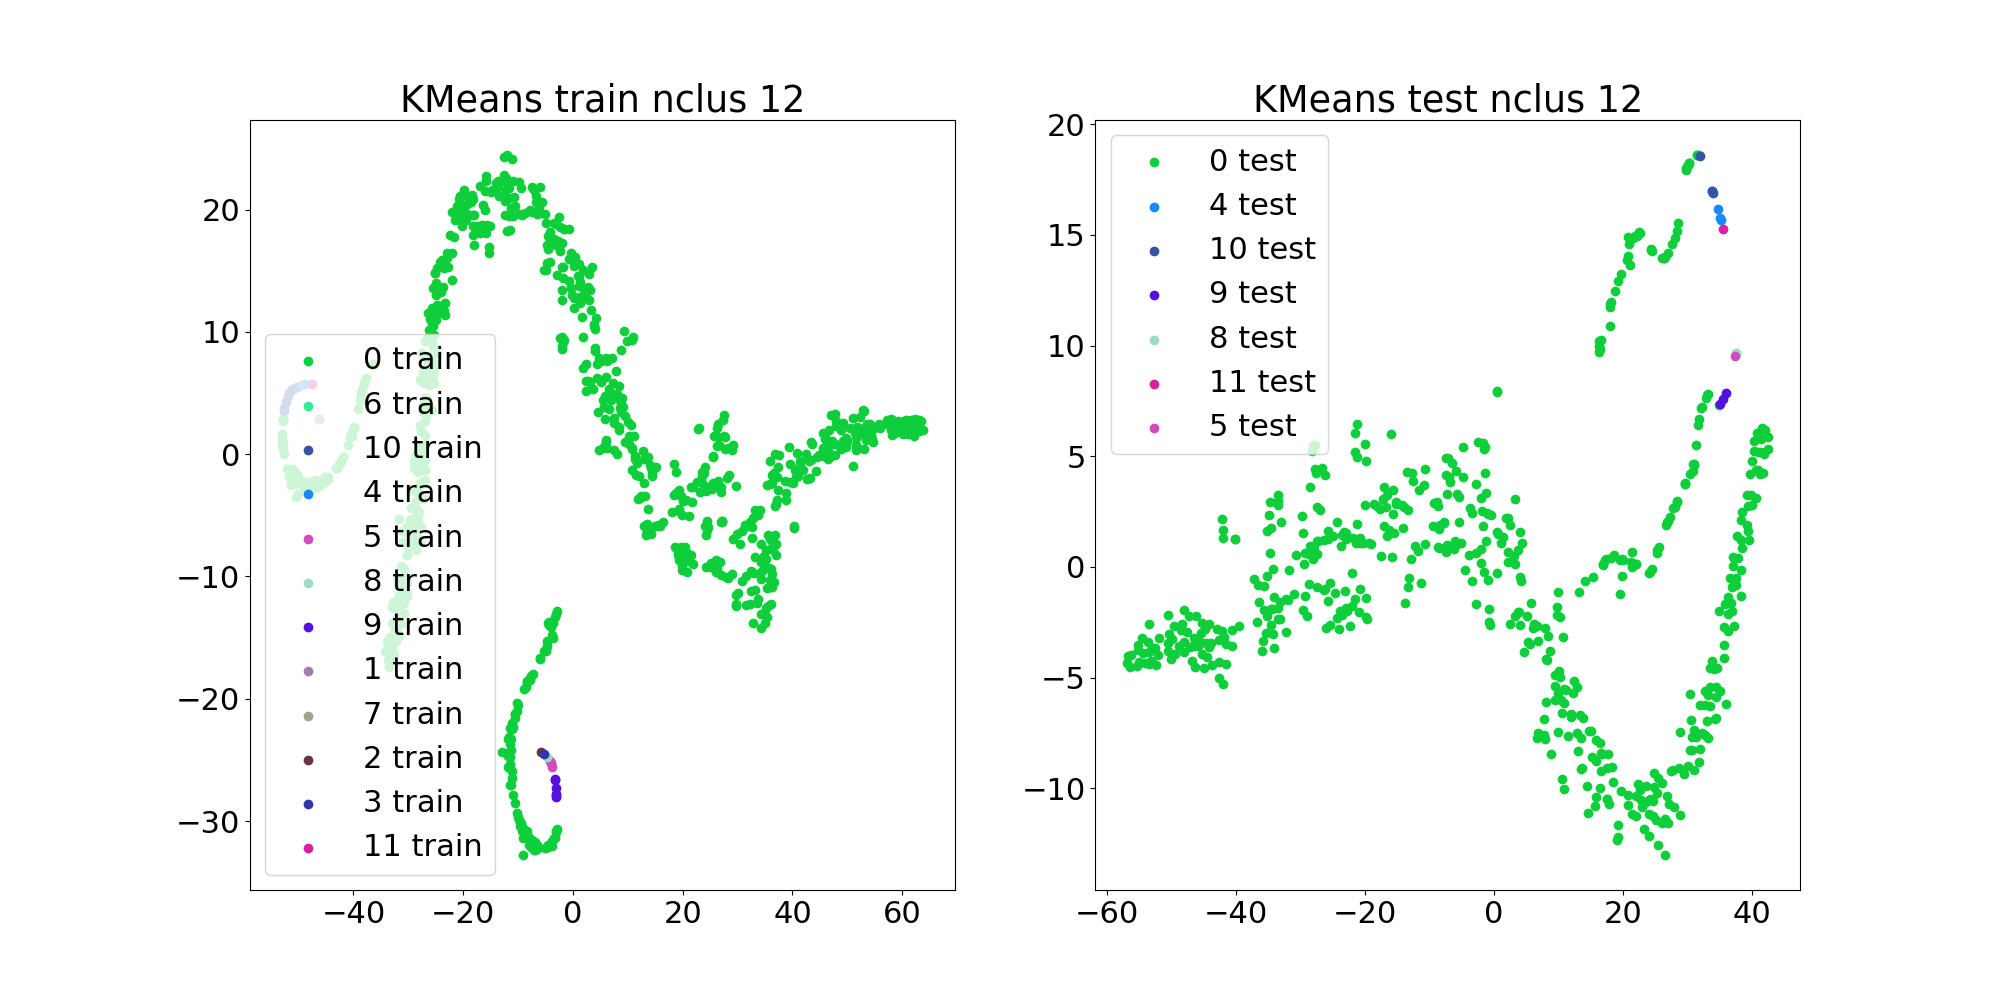 KMeans train nclus 12
20
10
0
−10
−20
−30
0 train
6 train
10 train
4 train
5 train
8 train
9 train
1 train
7 train
2 train
3 train
11 train
−40 −20 0 20 40 60
KMeans test nclus 12
20
15
10
5
0
−5
−10
0 test
4 test
10 test
9 test
8 test
11 test
5 test
−60 −40 −20 0 20 40